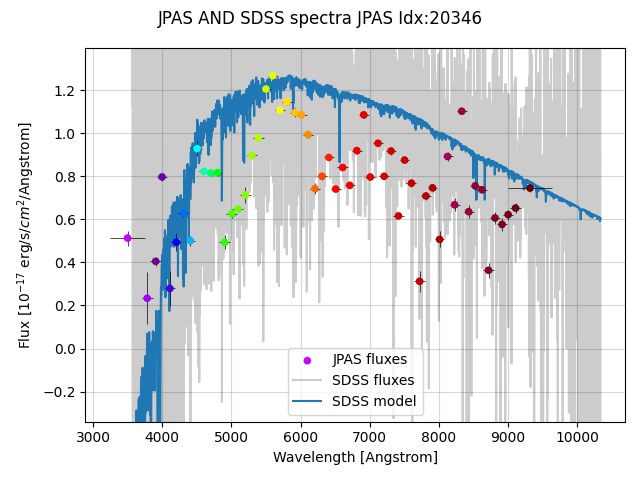 JPAS AND SDSS spectra JPAS Idx:20346
Flux [10^{-17} erg/s/cm^2/Angstrom]
1.2
1.0
0.8
0.6
0.4
0.2
0.0
−0.2
JPAS fluxes
SDSS fluxes
SDSS model
3000 4000 5000 6000 7000 8000 9000 10000
Wavelength [Angstrom]